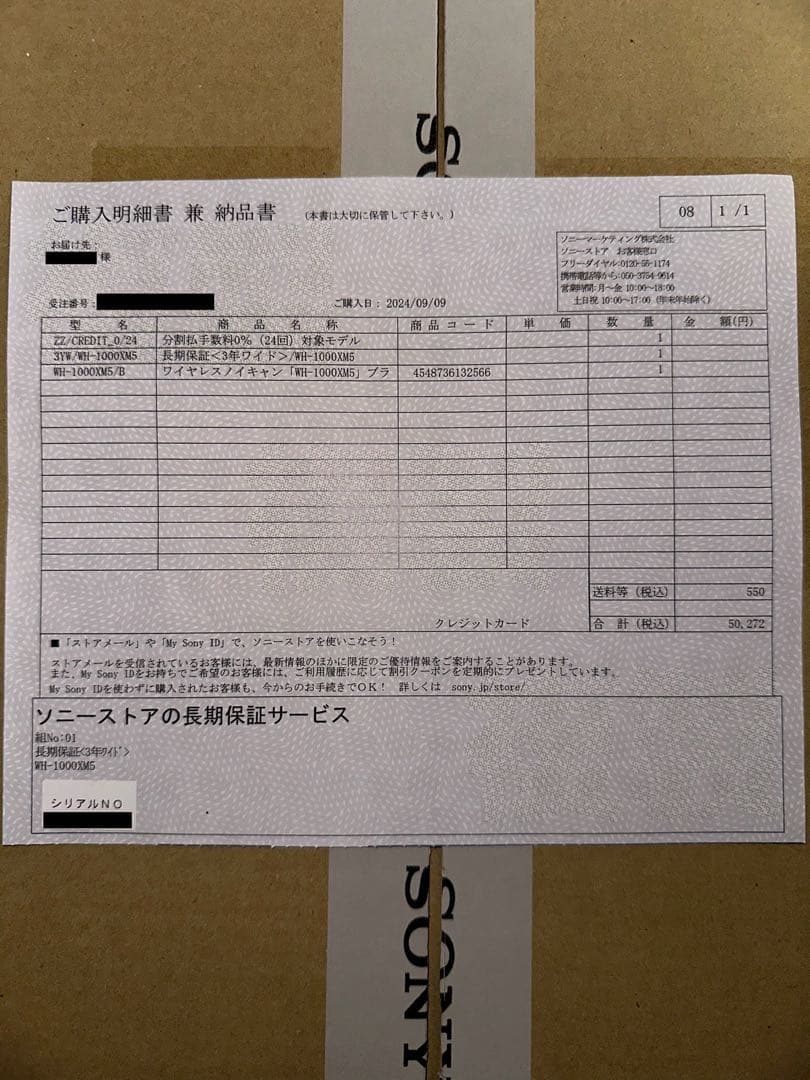 SONY
ご購入明細書 兼 納品書 (本書は大切に保管して下さい。)
08 1 / 1
お届け先：
様
ソニーマーケティング株式会社
ソニーストア お客様窓口
フリーダイヤル:0120-55-1174
携帯電話等から:050-3754-9614
営業時間:月～金 10:00～18:00
土日祝 10:00～17:00 (年末年始除く)
受注番号：
ご購入日： 2024/09/09
型名 商品名称 商品コード 単価 数量 金額(円)
ZZ/CREDIT_0/24 分割払手数料0％（24回）対象モデル 1
3YW/WH-1000XM5 長期保証＜3年ワイド＞/WH-1000XM5 1
WH-1000XM5/B ワイヤレスノイキャン「WH-1000XM5」ブラ 4548736132566 1
送料等（税込） 550
クレジットカード
合計（税込） 50,272
■「ストアメール」や「My Sony ID」で、ソニーストアを使いこなそう！
ストアメールを受信されているお客様には、最新情報のほかに限定のご優待情報をご案内することがあります。
また、My Sony IDをお持ちでご希望のお客様には、ご利用履歴に応じて割引クーポンを定期的にプレゼントしています。
My Sony IDを使わずに購入されたお客様も、今からのお手続きでOK！ 詳しくは sony.jp/store/
ソニーストアの長期保証サービス
組No:01
長期保証<3年ワイド>
WH-1000XM5
シリアルNO
SONY